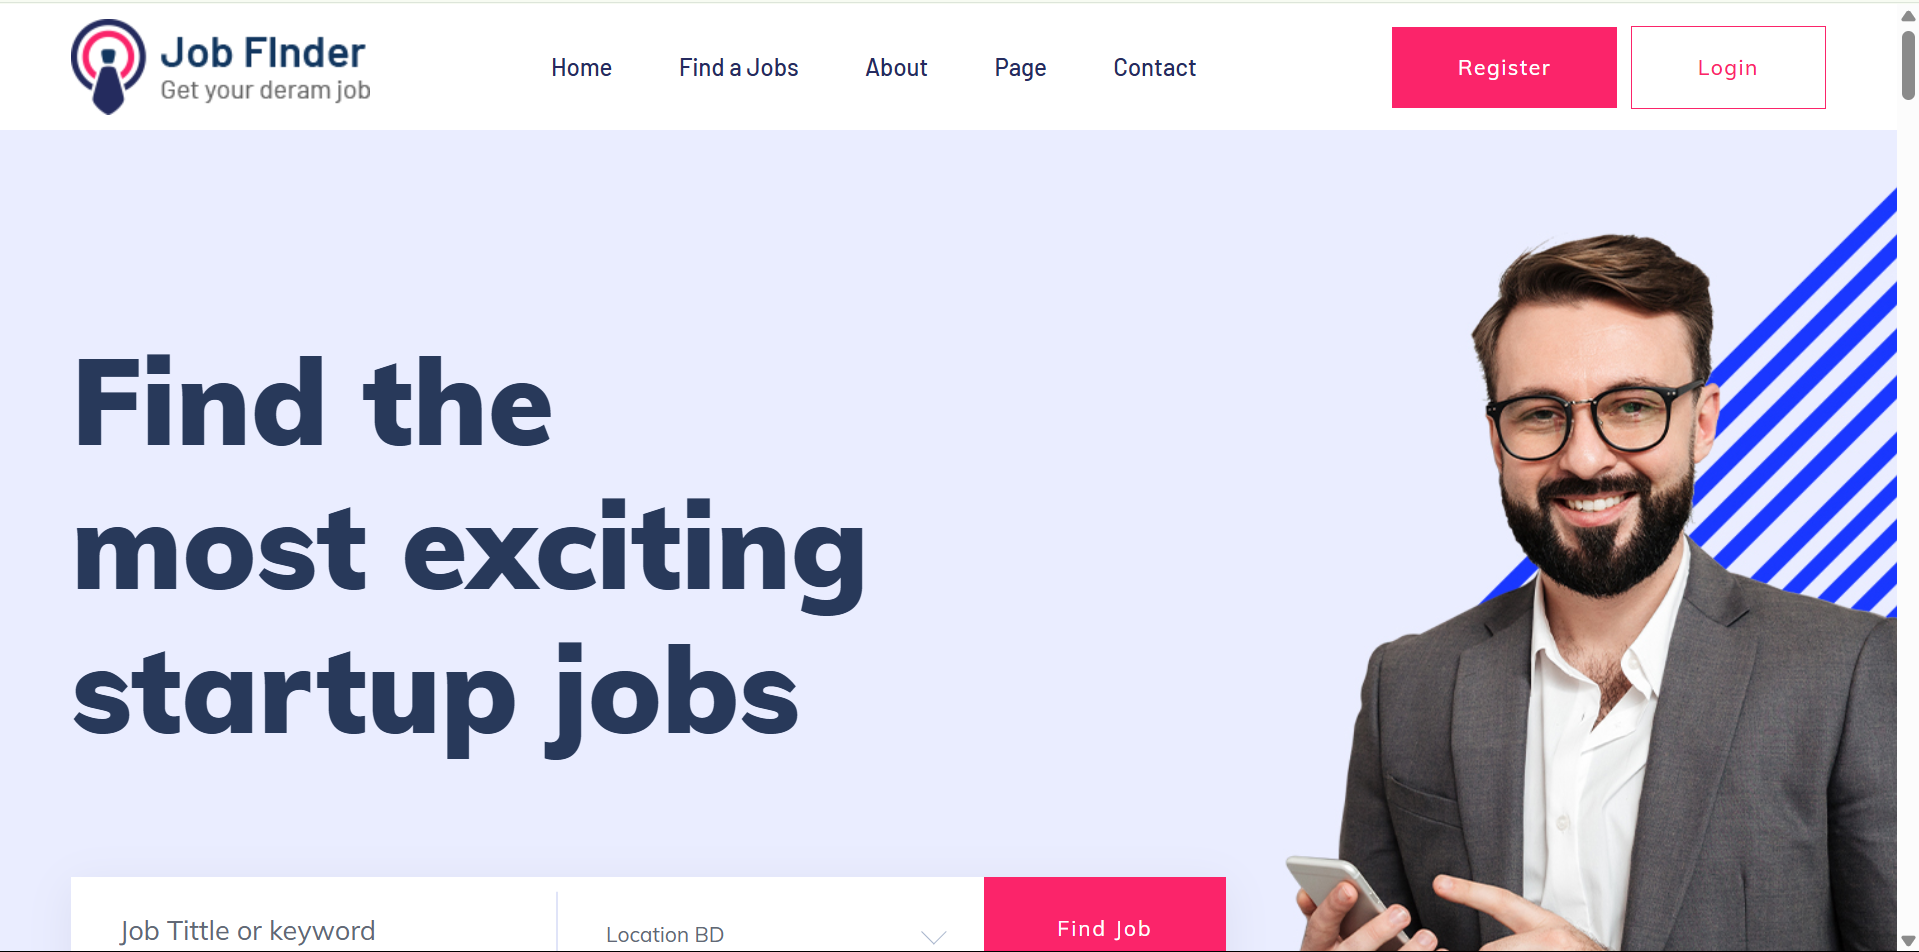 Job FInder
Get your deram job
Home
Find a Jobs
About
Page
Contact
Register
Login
Find the
most exciting
startup jobs
Job Tittle or keyword
Location BD
Find Job